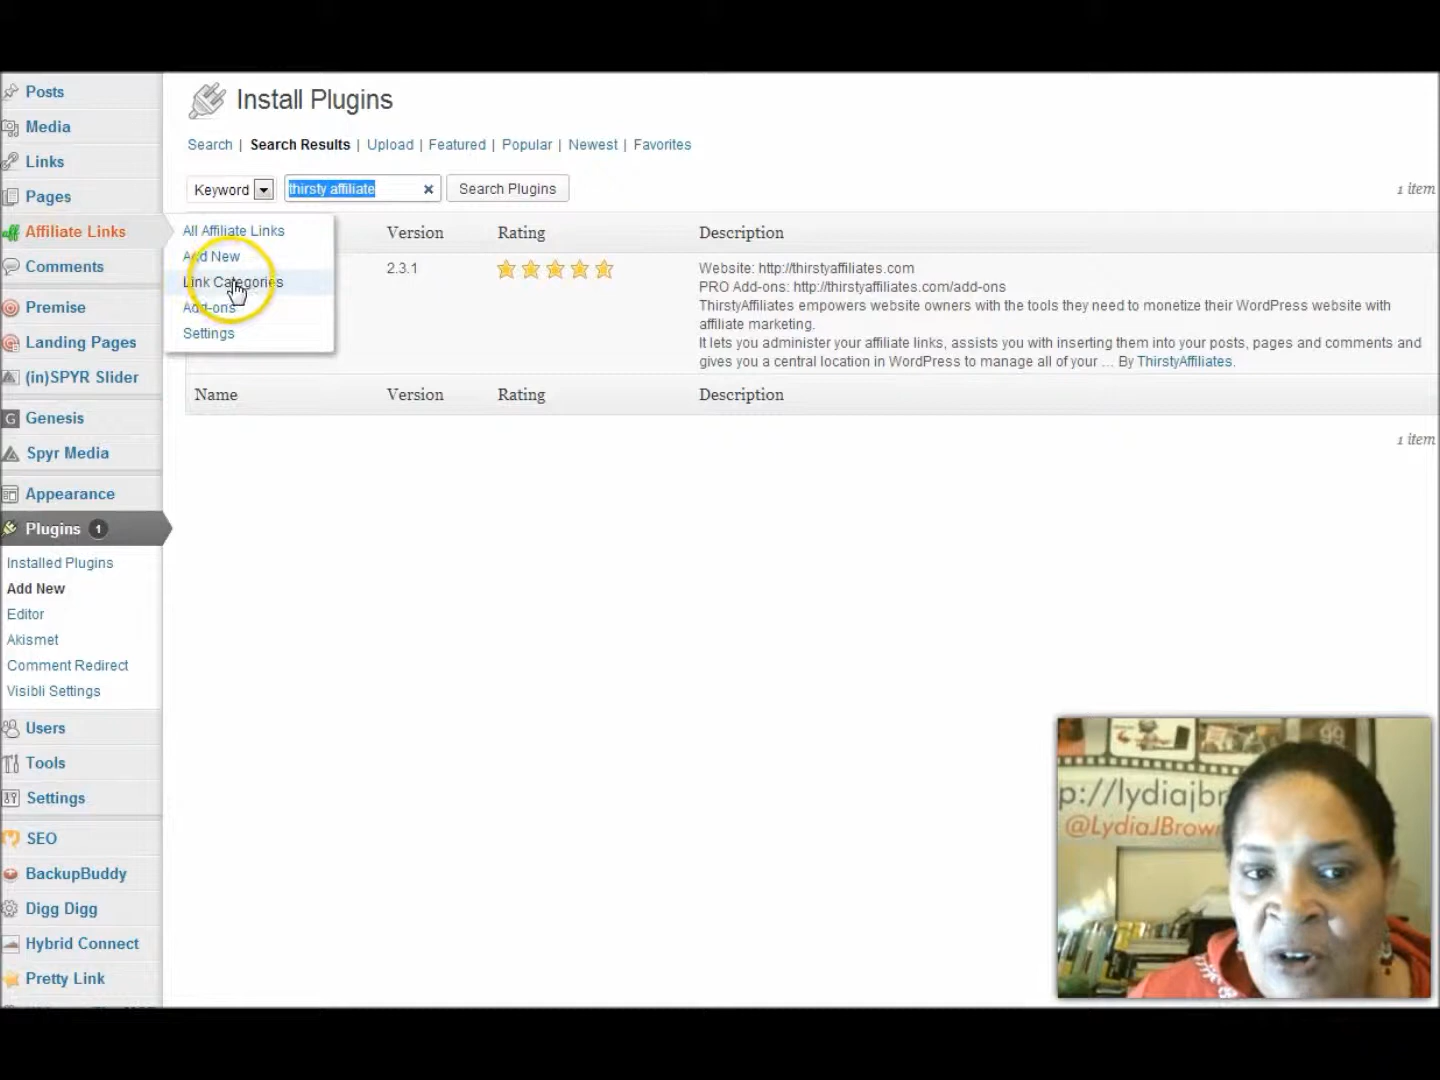 Posts
Media
Links
Pages
Affiliate Links
Comments
Premise
Landing Pages
(in)SPYR Slider
Genesis
Spyr Media
Appearance
Plugins 1
Installed Plugins
Add New
Editor
Akismet
Comment Redirect
Visibli Settings
Users
Tools
Settings
SEO
BackupBuddy
Digg Digg
Hybrid Connect
Pretty Link
All Affiliate Links
Add New
Link Categories
Add-ons
Settings
Install Plugins
Search | Search Results | Upload | Featured | Popular | Newest | Favorites
Keyword thirsty affiliate × Search Plugins
1 item
Version Rating Description
2.3.1
Website: http://thirstyaffiliates.com
PRO Add-ons: http://thirstyaffiliates.com/add-ons
ThirstyAffiliates empowers website owners with the tools they need to monetize their WordPress website with
affiliate marketing.
It lets you administer your affiliate links, assists you with inserting them into your posts, pages and comments and
gives you a central location in WordPress to manage all of your … By ThirstyAffiliates.
Name Version Rating Description
1 item
99
p://lydiajbr
@LydiaJBrow